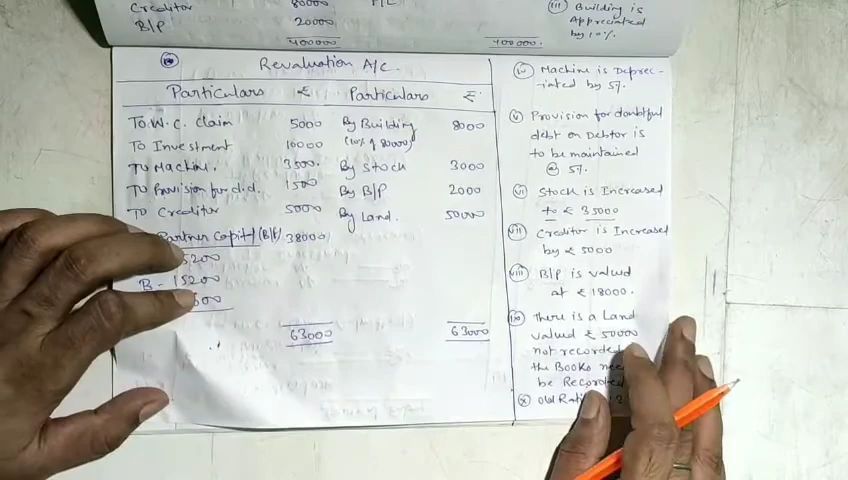 Creditor 80000
B/P 20000
400000 400000.
(iii) Building is
Appreciated
by 10%.
Revaluation A/c.
Particulars ₹ Particulars ₹
To W.C. Claim 5000 By Building 8000
(10% of 80000)
To Investment 10000
To Machine. 3500. By Stock 3000
To Provision for d.d. 1500 By B/P 2000
To Creditor 5000 By Land. 50000
Partner Capital (B/F) 38000
5200
B - 15200
600
63000 63000
(iv) Machine is Deprec-
iated by 5%.
(v) Provision for doubtful
debt on Debtor is
to be maintained
@ 5%.
(vi) Stock is Increased
to ₹ 35000
(vii) Creditor is Increased
by ₹ 5000
(viii) B/P is valued
at ₹ 18000.
(ix) There is a Land
valued ₹ 50000
not recorded
the Books
be Recorded
(x) Old